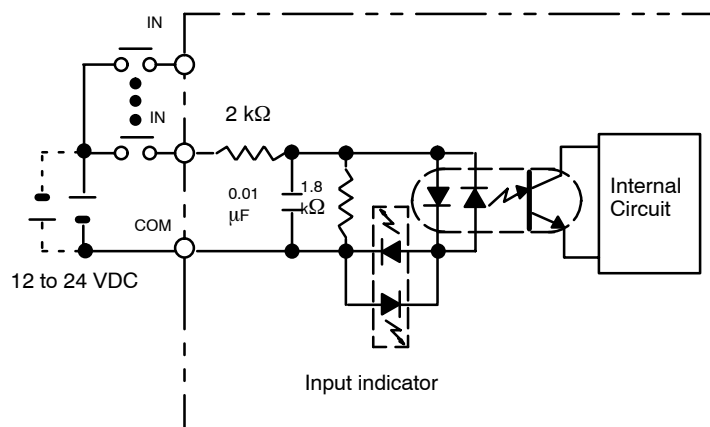 IN
IN
2 kΩ
0.01
µF
1.8
kΩ
COM
12 to 24 VDC
Internal
Circuit
Input indicator